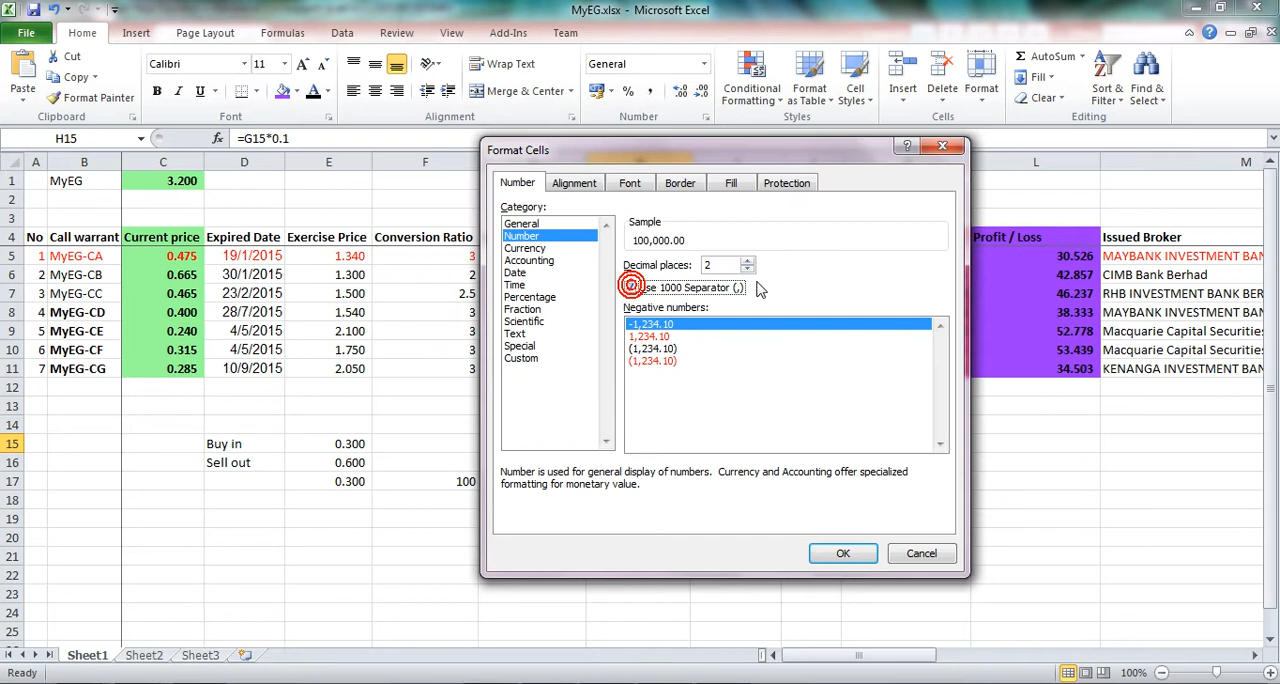 MyEG.xlsx - Microsoft Excel
File Home Insert Page Layout Formulas Data Review View Add-Ins Team
Paste Cut Copy Format Painter Clipboard
Calibri 11 B I U A Font
Wrap Text Merge & Center Alignment
General % , Number
Conditional Formatting Format as Table Cell Styles Styles
Insert Delete Format Cells
AutoSum Fill Clear Sort & Filter Find & Select Editing
H15 fx =G15*0.1
A B C D E F L M
1 MyEG 3.200
2
3
4 No Call warrant Current price Expired Date Exercise Price Conversion Ratio Profit / Loss Issued Broker
5 1 MyEG-CA 0.475 19/1/2015 1.340 3 30.526 MAYBANK INVESTMENT BAN
6 2 MyEG-CB 0.665 30/1/2015 1.300 2 42.857 CIMB Bank Berhad
7 3 MyEG-CC 0.465 23/2/2015 1.500 2.5 46.237 RHB INVESTMENT BANK BER
8 4 MyEG-CD 0.400 28/7/2015 1.540 3 38.333 MAYBANK INVESTMENT BAN
9 5 MyEG-CE 0.240 4/5/2015 2.100 3 52.778 Macquarie Capital Securities
10 6 MyEG-CF 0.315 4/5/2015 1.750 3 53.439 Macquarie Capital Securities
11 7 MyEG-CG 0.285 10/9/2015 2.050 3 34.503 KENANGA INVESTMENT BANK
12
13
14
15 Buy in 0.300
16 Sell out 0.600
17 0.300 100
18
19
20
21
22
23
24
25
Format Cells
Number Alignment Font Border Fill Protection
Category:
General
Number
Currency
Accounting
Date
Time
Percentage
Fraction
Scientific
Text
Special
Custom
Sample
100,000.00
Decimal places: 2
1000 Separator (,)
Negative numbers:
-1,234.10
1,234.10
(1,234.10)
(1,234.10)
Number is used for general display of numbers. Currency and Accounting offer specialized
formatting for monetary value.
OK Cancel
Sheet1 Sheet2 Sheet3
Ready 100%